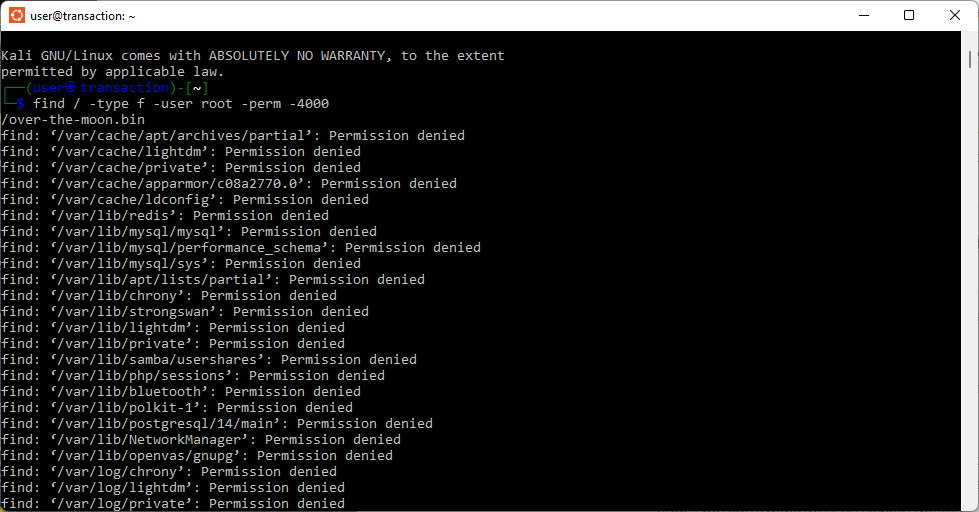 user@transaction: ~
Kali GNU/Linux comes with ABSOLUTELY NO WARRANTY, to the extent
permitted by applicable law.
┌──(user㉿transaction)-[~]
└─$ find / -type f -user root -perm -4000
/over-the-moon.bin
find: ‘/var/cache/apt/archives/partial’: Permission denied
find: ‘/var/cache/lightdm’: Permission denied
find: ‘/var/cache/private’: Permission denied
find: ‘/var/cache/apparmor/c08a2770.0’: Permission denied
find: ‘/var/cache/ldconfig’: Permission denied
find: ‘/var/lib/redis’: Permission denied
find: ‘/var/lib/mysql/mysql’: Permission denied
find: ‘/var/lib/mysql/performance_schema’: Permission denied
find: ‘/var/lib/mysql/sys’: Permission denied
find: ‘/var/lib/apt/lists/partial’: Permission denied
find: ‘/var/lib/chrony’: Permission denied
find: ‘/var/lib/strongswan’: Permission denied
find: ‘/var/lib/lightdm’: Permission denied
find: ‘/var/lib/private’: Permission denied
find: ‘/var/lib/samba/usershares’: Permission denied
find: ‘/var/lib/php/sessions’: Permission denied
find: ‘/var/lib/bluetooth’: Permission denied
find: ‘/var/lib/polkit-1’: Permission denied
find: ‘/var/lib/postgresql/14/main’: Permission denied
find: ‘/var/lib/NetworkManager’: Permission denied
find: ‘/var/lib/openvas/gnupg’: Permission denied
find: ‘/var/log/chrony’: Permission denied
find: ‘/var/log/lightdm’: Permission denied
find: ‘/var/log/private’: Permission denied